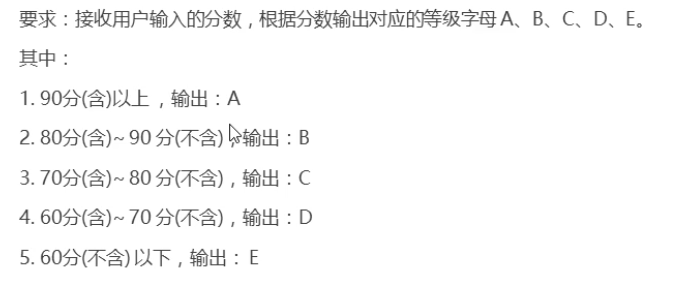 要求：接收用户输入的分数，根据分数输出对应的等级字母 A、B、C、D、E。
其中：
1. 90分(含)以上 ，输出：A
2. 80分(含)~ 90 分(不含)，输出：B
3. 70分(含)~ 80 分(不含)，输出：C
4. 60分(含)~ 70 分(不含)，输出：D
5. 60分(不含) 以下，输出： E